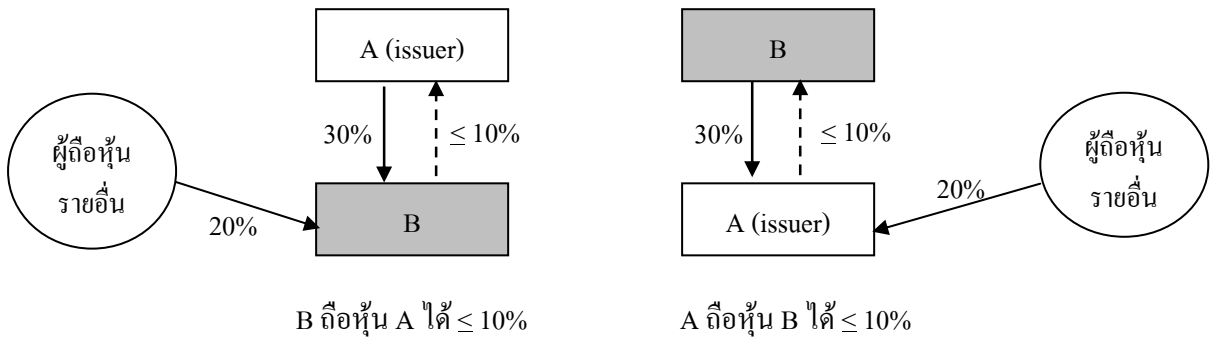 A (issuer)
30%
≤ 10%
ผู้ถือหุ้น
รายอื่น
20%
B
B ถือหุ้น A ได้ ≤ 10%
B
30%
≤ 10%
ผู้ถือหุ้น
รายอื่น
20%
A (issuer)
A ถือหุ้น B ได้ ≤ 10%